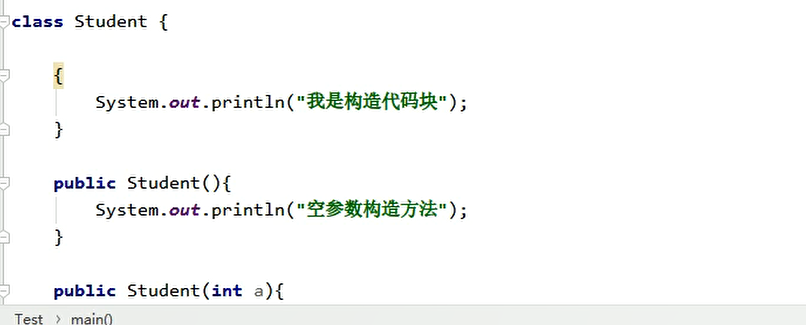 class Student {
{
System.out.println("我是构造代码块");
}
public Student(){
System.out.println("空参数构造方法");
}
public Student(int a){
Test > main()